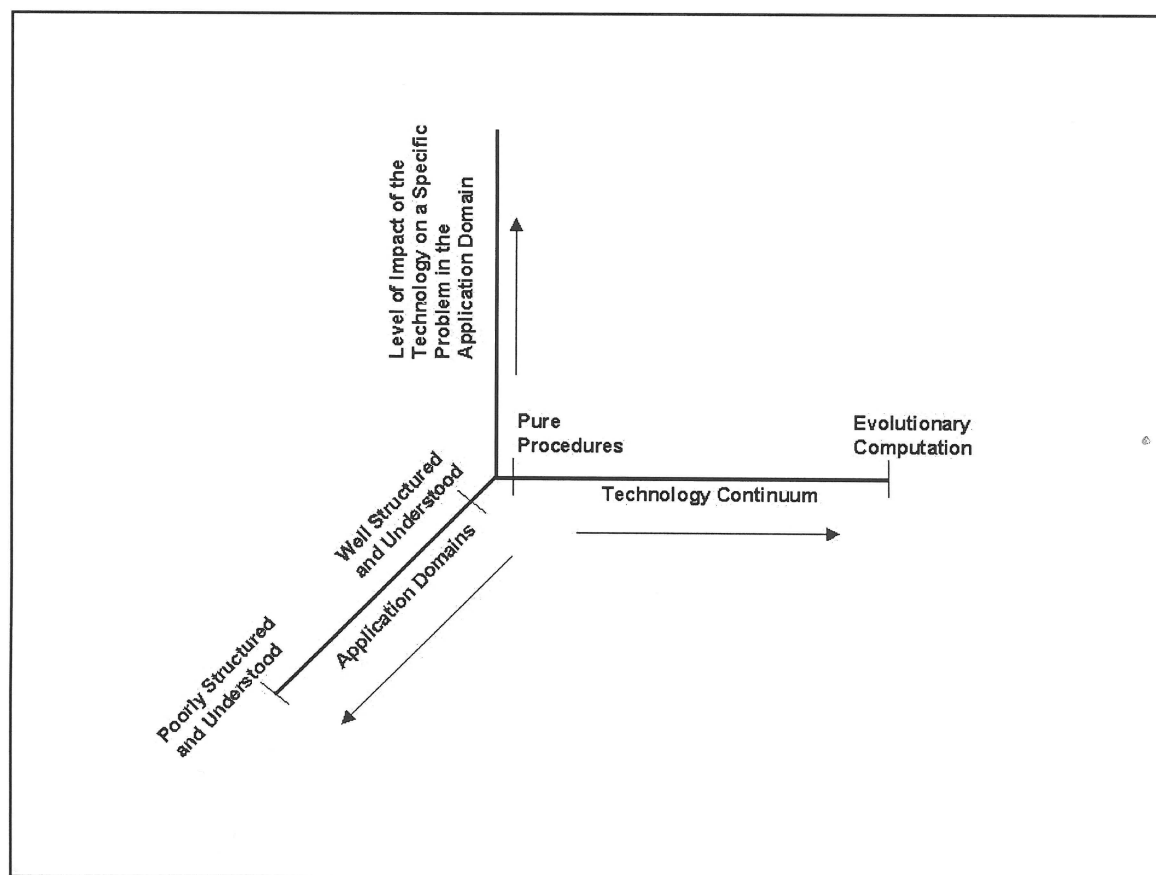 Level of Impact of the
Technology on a Specific
Problem in the
Application Domain
Pure
Procedures
Evolutionary
Computation
Technology Continuum
Well Structured
and Understood
Application Domains
Poorly Structured
and Understood